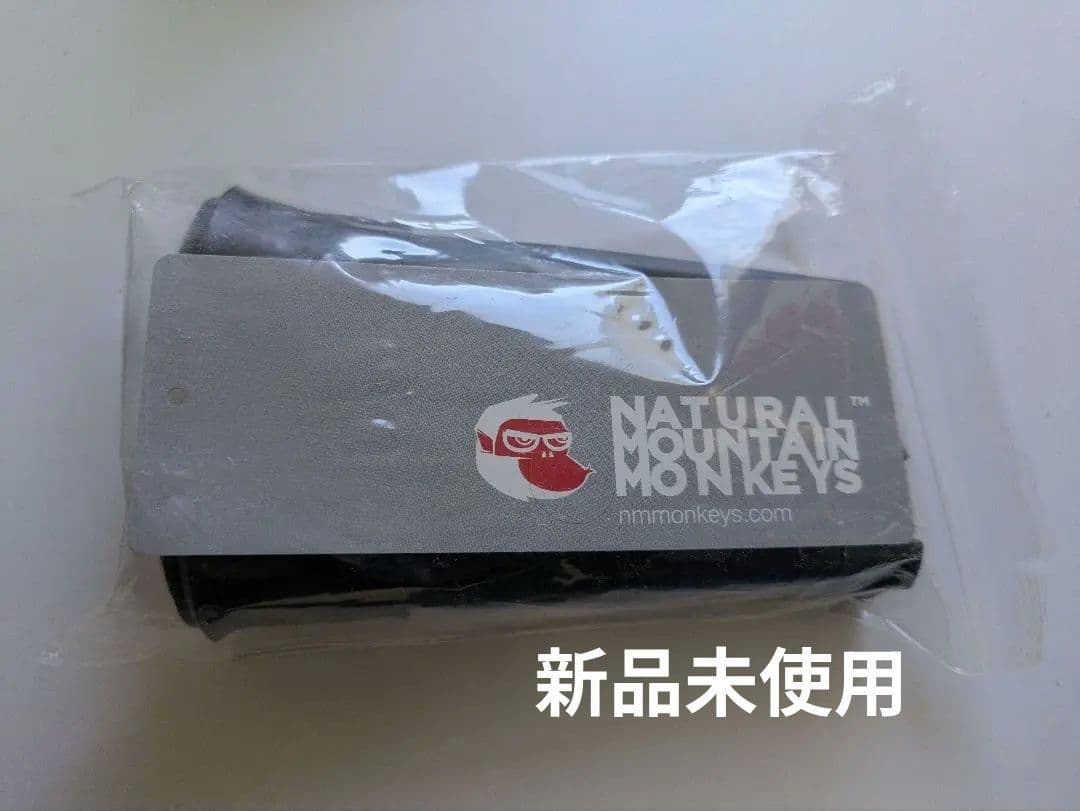 NATURAL™
MOUNTAIN
MONKEYS
nmmonkeys.com
新品未使用